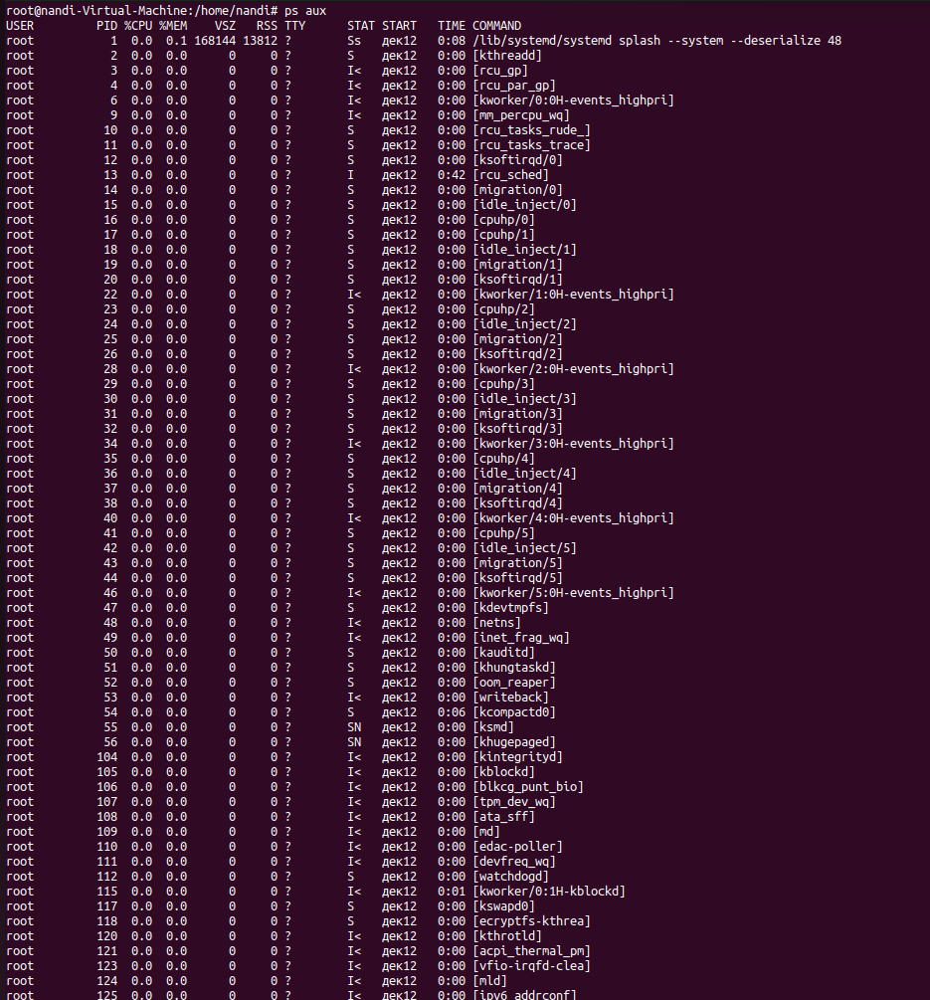 root@nandi-Virtual-Machine:/home/nandi# ps aux
USER         PID %CPU %MEM    VSZ   RSS TTY      STAT START   TIME COMMAND
root           1  0.0  0.1 168144 13812 ?        Ss   дек12   0:08 /lib/systemd/systemd splash --system --deserialize 48
root           2  0.0  0.0      0     0 ?        S    дек12   0:00 [kthreadd]
root           3  0.0  0.0      0     0 ?        I<   дек12   0:00 [rcu_gp]
root           4  0.0  0.0      0     0 ?        I<   дек12   0:00 [rcu_par_gp]
root           6  0.0  0.0      0     0 ?        I<   дек12   0:00 [kworker/0:0H-events_highpri]
root           9  0.0  0.0      0     0 ?        I<   дек12   0:00 [mm_percpu_wq]
root          10  0.0  0.0      0     0 ?        S    дек12   0:00 [rcu_tasks_rude_]
root          11  0.0  0.0      0     0 ?        S    дек12   0:00 [rcu_tasks_trace]
root          12  0.0  0.0      0     0 ?        S    дек12   0:00 [ksoftirqd/0]
root          13  0.0  0.0      0     0 ?        I    дек12   0:42 [rcu_sched]
root          14  0.0  0.0      0     0 ?        S    дек12   0:00 [migration/0]
root          15  0.0  0.0      0     0 ?        S    дек12   0:00 [idle_inject/0]
root          16  0.0  0.0      0     0 ?        S    дек12   0:00 [cpuhp/0]
root          17  0.0  0.0      0     0 ?        S    дек12   0:00 [cpuhp/1]
root          18  0.0  0.0      0     0 ?        S    дек12   0:00 [idle_inject/1]
root          19  0.0  0.0      0     0 ?        S    дек12   0:00 [migration/1]
root          20  0.0  0.0      0     0 ?        S    дек12   0:00 [ksoftirqd/1]
root          22  0.0  0.0      0     0 ?        I<   дек12   0:00 [kworker/1:0H-events_highpri]
root          23  0.0  0.0      0     0 ?        S    дек12   0:00 [cpuhp/2]
root          24  0.0  0.0      0     0 ?        S    дек12   0:00 [idle_inject/2]
root          25  0.0  0.0      0     0 ?        S    дек12   0:00 [migration/2]
root          26  0.0  0.0      0     0 ?        S    дек12   0:00 [ksoftirqd/2]
root          28  0.0  0.0      0     0 ?        I<   дек12   0:00 [kworker/2:0H-events_highpri]
root          29  0.0  0.0      0     0 ?        S    дек12   0:00 [cpuhp/3]
root          30  0.0  0.0      0     0 ?        S    дек12   0:00 [idle_inject/3]
root          31  0.0  0.0      0     0 ?        S    дек12   0:00 [migration/3]
root          32  0.0  0.0      0     0 ?        S    дек12   0:00 [ksoftirqd/3]
root          34  0.0  0.0      0     0 ?        I<   дек12   0:00 [kworker/3:0H-events_highpri]
root          35  0.0  0.0      0     0 ?        S    дек12   0:00 [cpuhp/4]
root          36  0.0  0.0      0     0 ?        S    дек12   0:00 [idle_inject/4]
root          37  0.0  0.0      0     0 ?        S    дек12   0:00 [migration/4]
root          38  0.0  0.0      0     0 ?        S    дек12   0:00 [ksoftirqd/4]
root          40  0.0  0.0      0     0 ?        I<   дек12   0:00 [kworker/4:0H-events_highpri]
root          41  0.0  0.0      0     0 ?        S    дек12   0:00 [cpuhp/5]
root          42  0.0  0.0      0     0 ?        S    дек12   0:00 [idle_inject/5]
root          43  0.0  0.0      0     0 ?        S    дек12   0:00 [migration/5]
root          44  0.0  0.0      0     0 ?        S    дек12   0:00 [ksoftirqd/5]
root          46  0.0  0.0      0     0 ?        I<   дек12   0:00 [kworker/5:0H-events_highpri]
root          47  0.0  0.0      0     0 ?        S    дек12   0:00 [kdevtmpfs]
root          48  0.0  0.0      0     0 ?        I<   дек12   0:00 [netns]
root          49  0.0  0.0      0     0 ?        I<   дек12   0:00 [inet_frag_wq]
root          50  0.0  0.0      0     0 ?        S    дек12   0:00 [kauditd]
root          51  0.0  0.0      0     0 ?        S    дек12   0:00 [khungtaskd]
root          52  0.0  0.0      0     0 ?        S    дек12   0:00 [oom_reaper]
root          53  0.0  0.0      0     0 ?        I<   дек12   0:00 [writeback]
root          54  0.0  0.0      0     0 ?        S    дек12   0:06 [kcompactd0]
root          55  0.0  0.0      0     0 ?        SN   дек12   0:00 [ksmd]
root          56  0.0  0.0      0     0 ?        SN   дек12   0:00 [khugepaged]
root         104  0.0  0.0      0     0 ?        I<   дек12   0:00 [kintegrityd]
root         105  0.0  0.0      0     0 ?        I<   дек12   0:00 [kblockd]
root         106  0.0  0.0      0     0 ?        I<   дек12   0:00 [blkcg_punt_bio]
root         107  0.0  0.0      0     0 ?        I<   дек12   0:00 [tpm_dev_wq]
root         108  0.0  0.0      0     0 ?        I<   дек12   0:00 [ata_sff]
root         109  0.0  0.0      0     0 ?        I<   дек12   0:00 [md]
root         110  0.0  0.0      0     0 ?        I<   дек12   0:00 [edac-poller]
root         111  0.0  0.0      0     0 ?        I<   дек12   0:00 [devfreq_wq]
root         112  0.0  0.0      0     0 ?        S    дек12   0:00 [watchdogd]
root         115  0.0  0.0      0     0 ?        I<   дек12   0:01 [kworker/0:1H-kblockd]
root         117  0.0  0.0      0     0 ?        S    дек12   0:00 [kswapd0]
root         118  0.0  0.0      0     0 ?        S    дек12   0:00 [ecryptfs-kthrea]
root         120  0.0  0.0      0     0 ?        I<   дек12   0:00 [kthrotld]
root         121  0.0  0.0      0     0 ?        I<   дек12   0:00 [acpi_thermal_pm]
root         123  0.0  0.0      0     0 ?        I<   дек12   0:00 [vfio-irqfd-clea]
root         124  0.0  0.0      0     0 ?        I<   дек12   0:00 [mld]
root         125  0.0  0.0      0     0 ?        I<   дек12   0:00 [ipv6_addrconf]